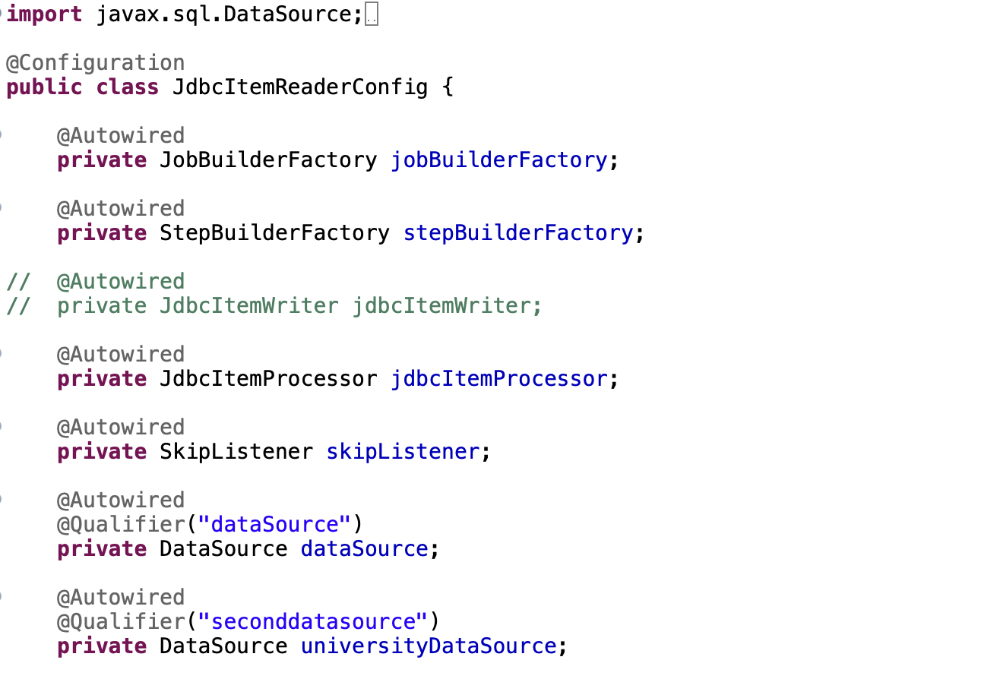 import javax.sql.DataSource;
@Configuration
public class JdbcItemReaderConfig {
@Autowired
private JobBuilderFactory jobBuilderFactory;
@Autowired
private StepBuilderFactory stepBuilderFactory;
// @Autowired
// private JdbcItemWriter jdbcItemWriter;
@Autowired
private JdbcItemProcessor jdbcItemProcessor;
@Autowired
private SkipListener skipListener;
@Autowired
@Qualifier("dataSource")
private DataSource dataSource;
@Autowired
@Qualifier("seconddatasource")
private DataSource universityDataSource;